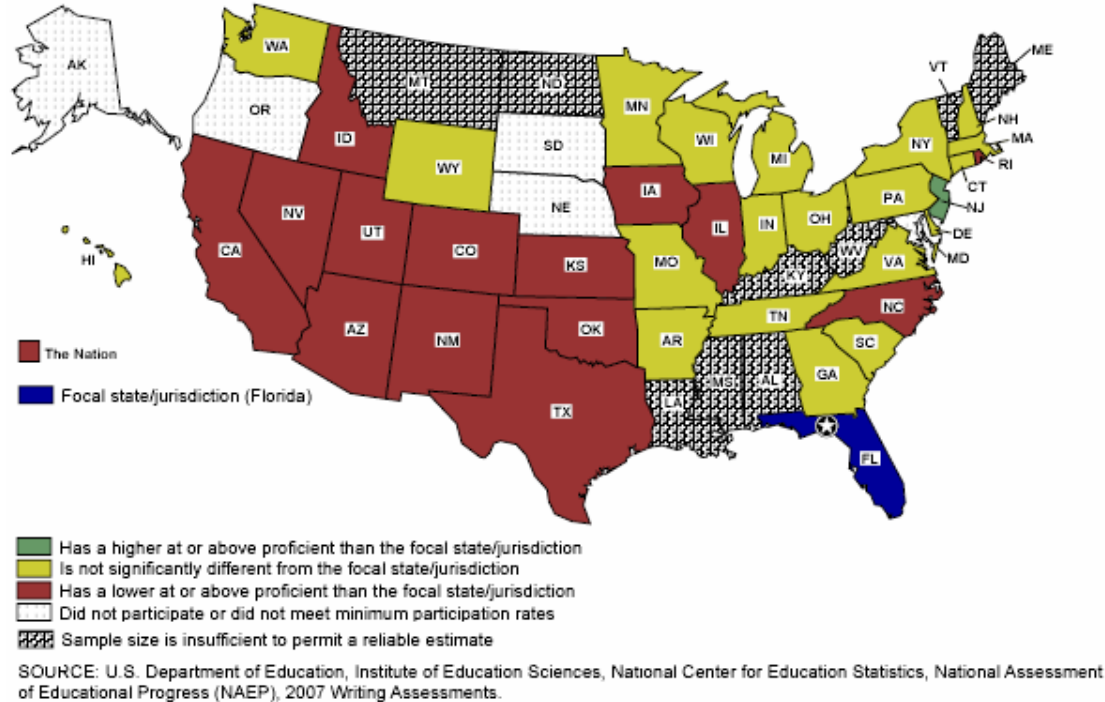 AK
WA
OR
MT
ND
MN
VT
ME
NH
MA
RI
CT
NJ
DE
MD
ID
WY
SD
NE
WI
MI
NY
PA
IA
IL
IN
OH
WV
VA
HI
CA
NV
UT
CO
KS
MO
KY
NC
TN
AZ
NM
OK
AR
SC
GA
MS
AL
LA
TX
FL
The Nation
Focal state/jurisdiction (Florida)
Has a higher at or above proficient than the focal state/jurisdiction
Is not significantly different from the focal state/jurisdiction
Has a lower at or above proficient than the focal state/jurisdiction
Did not participate or did not meet minimum participation rates
Sample size is insufficient to permit a reliable estimate
SOURCE: U.S. Department of Education, Institute of Education Sciences, National Center for Education Statistics, National Assessment
of Educational Progress (NAEP), 2007 Writing Assessments.